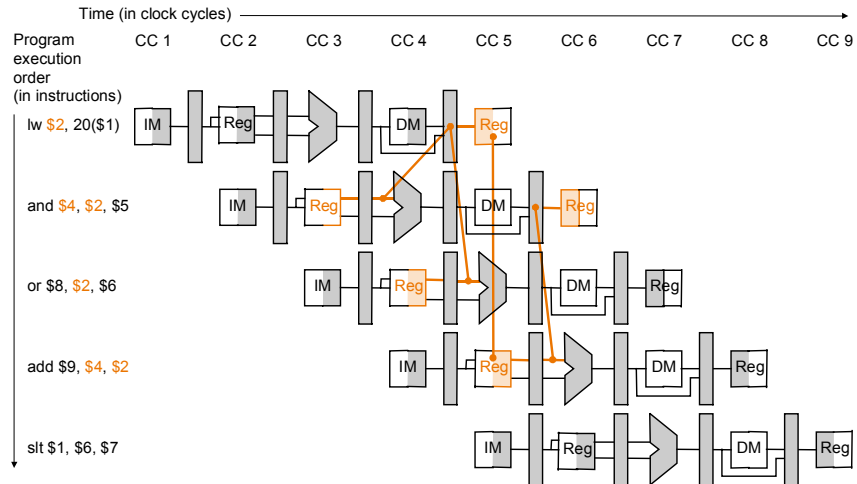 Time (in clock cycles)
Program
execution
order
(in instructions)
CC 1 CC 2 CC 3 CC 4 CC 5 CC 6 CC 7 CC 8 CC 9
lw $2, 20($1) IM Reg DM Reg
and $4, $2, $5 IM Reg DM Reg
or $8, $2, $6 IM Reg DM Reg
add $9, $4, $2 IM Reg DM Reg
slt $1, $6, $7 IM Reg DM Reg